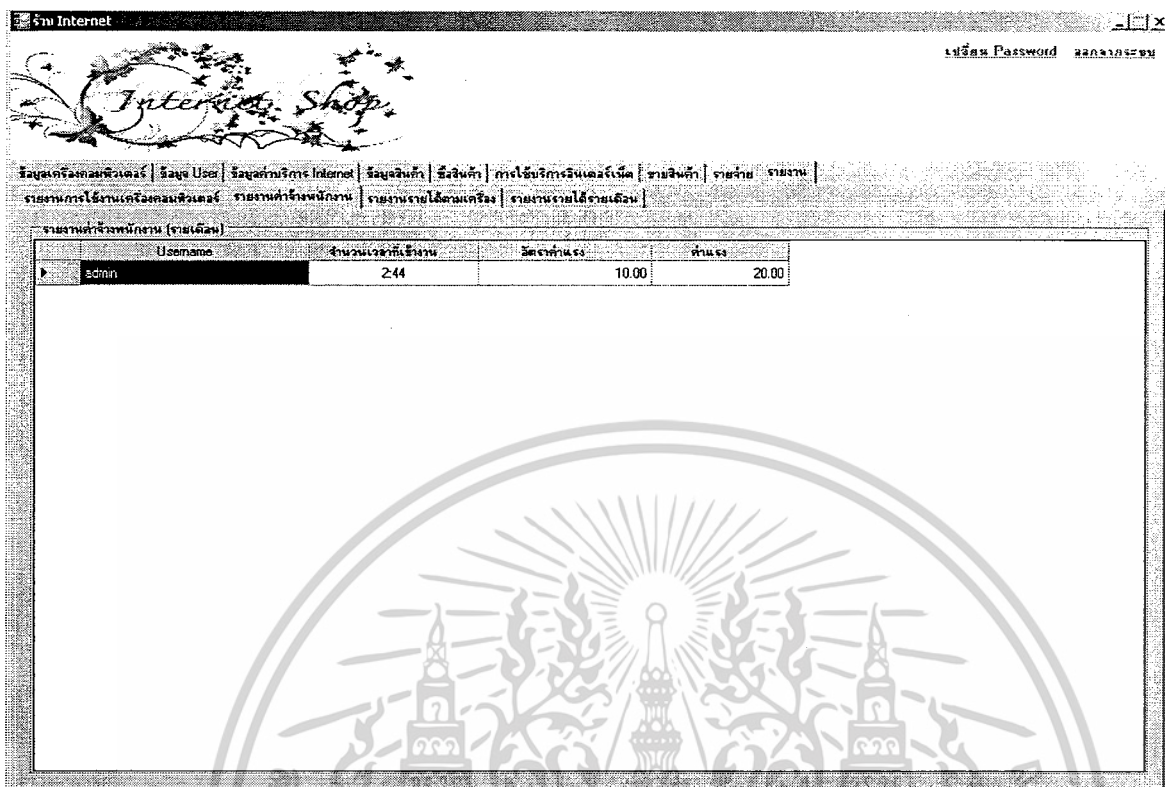 ร้าน Internet
เปลี่ยน Password ออกจากระบบ
Internet Shop
ข้อมูลเครื่องคอมพิวเตอร์ ข้อมูล User ข้อมูลค่าบริการ Internet ข้อมูลสินค้า ซื้อสินค้า การใช้บริการอินเตอร์เน็ต ขายสินค้า รายจ่าย รายงาน
รายงานการใช้งานเครื่องคอมพิวเตอร์ รายงานค่าจ้างพนักงาน รายงานรายได้ตามเครื่อง รายงานรายได้รายเดือน
รายงานค่าจ้างพนักงาน (รายเดือน)
Username จำนวนเวลาที่เข้างาน อัตราค่าแรง ค่าแรง
admin 2:44 10.00 20.00